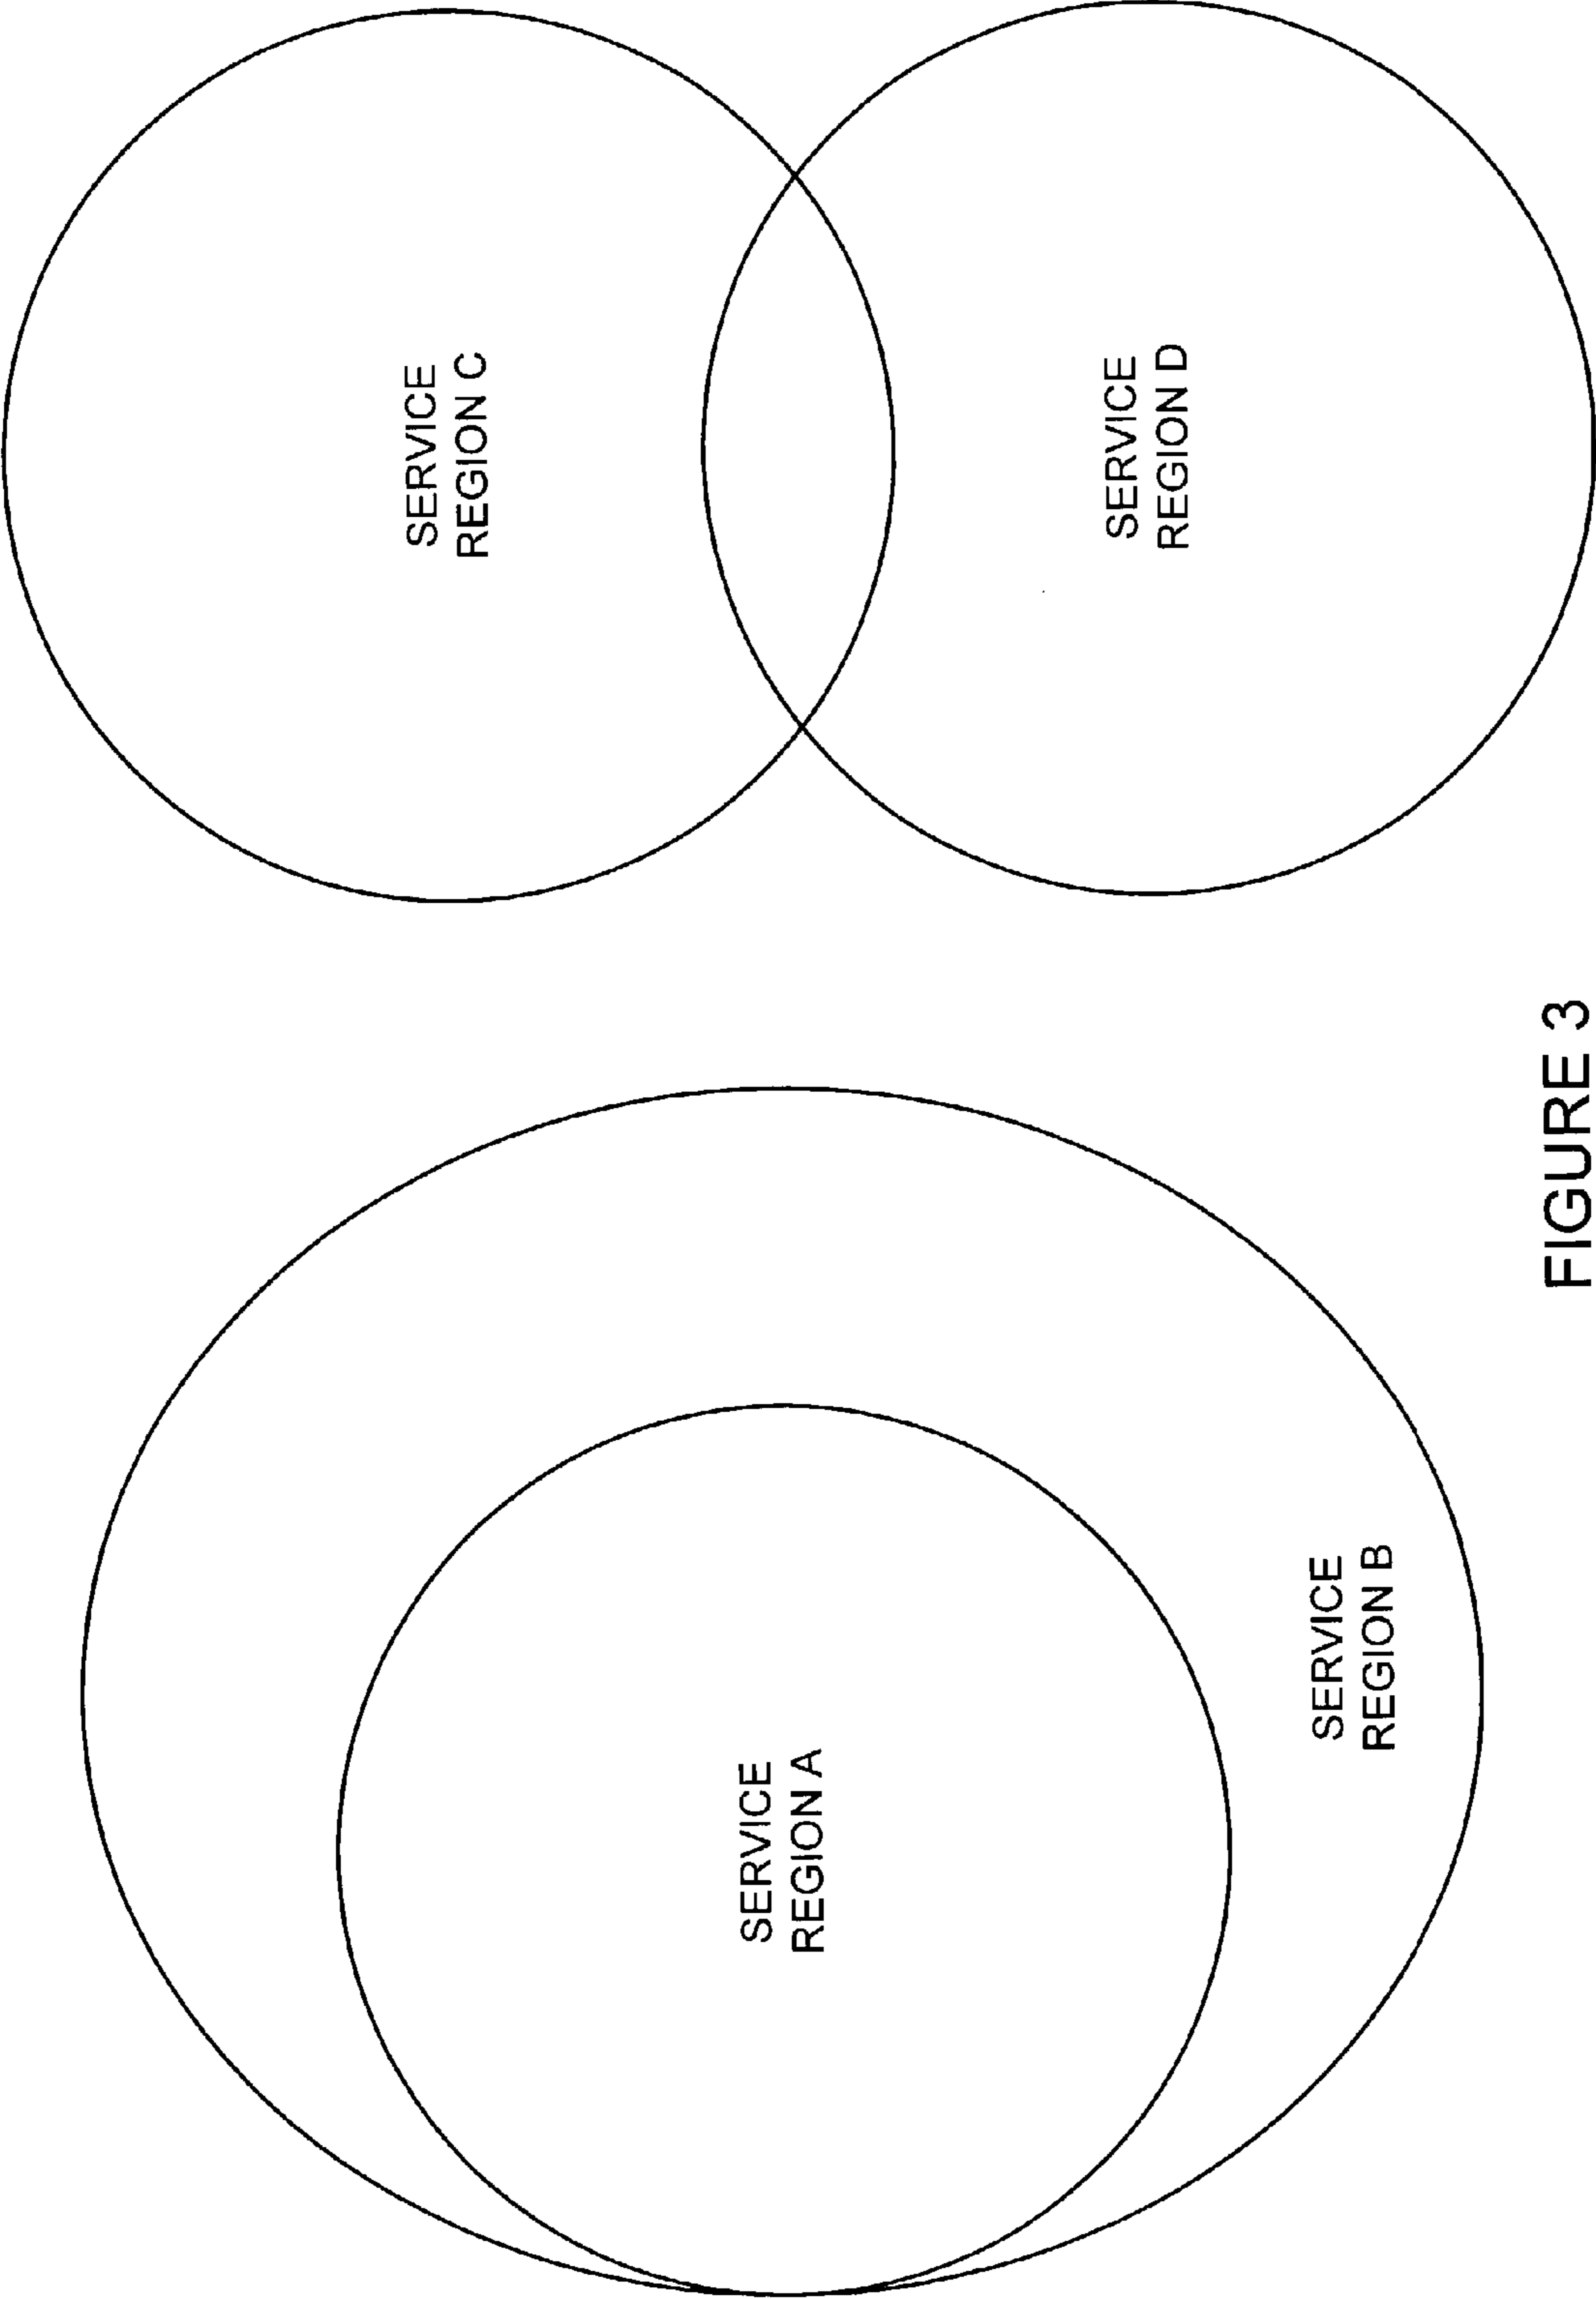 SERVICE
REGION A
SERVICE
REGION B
SERVICE
REGION C
SERVICE
REGION D
FIGURE 3